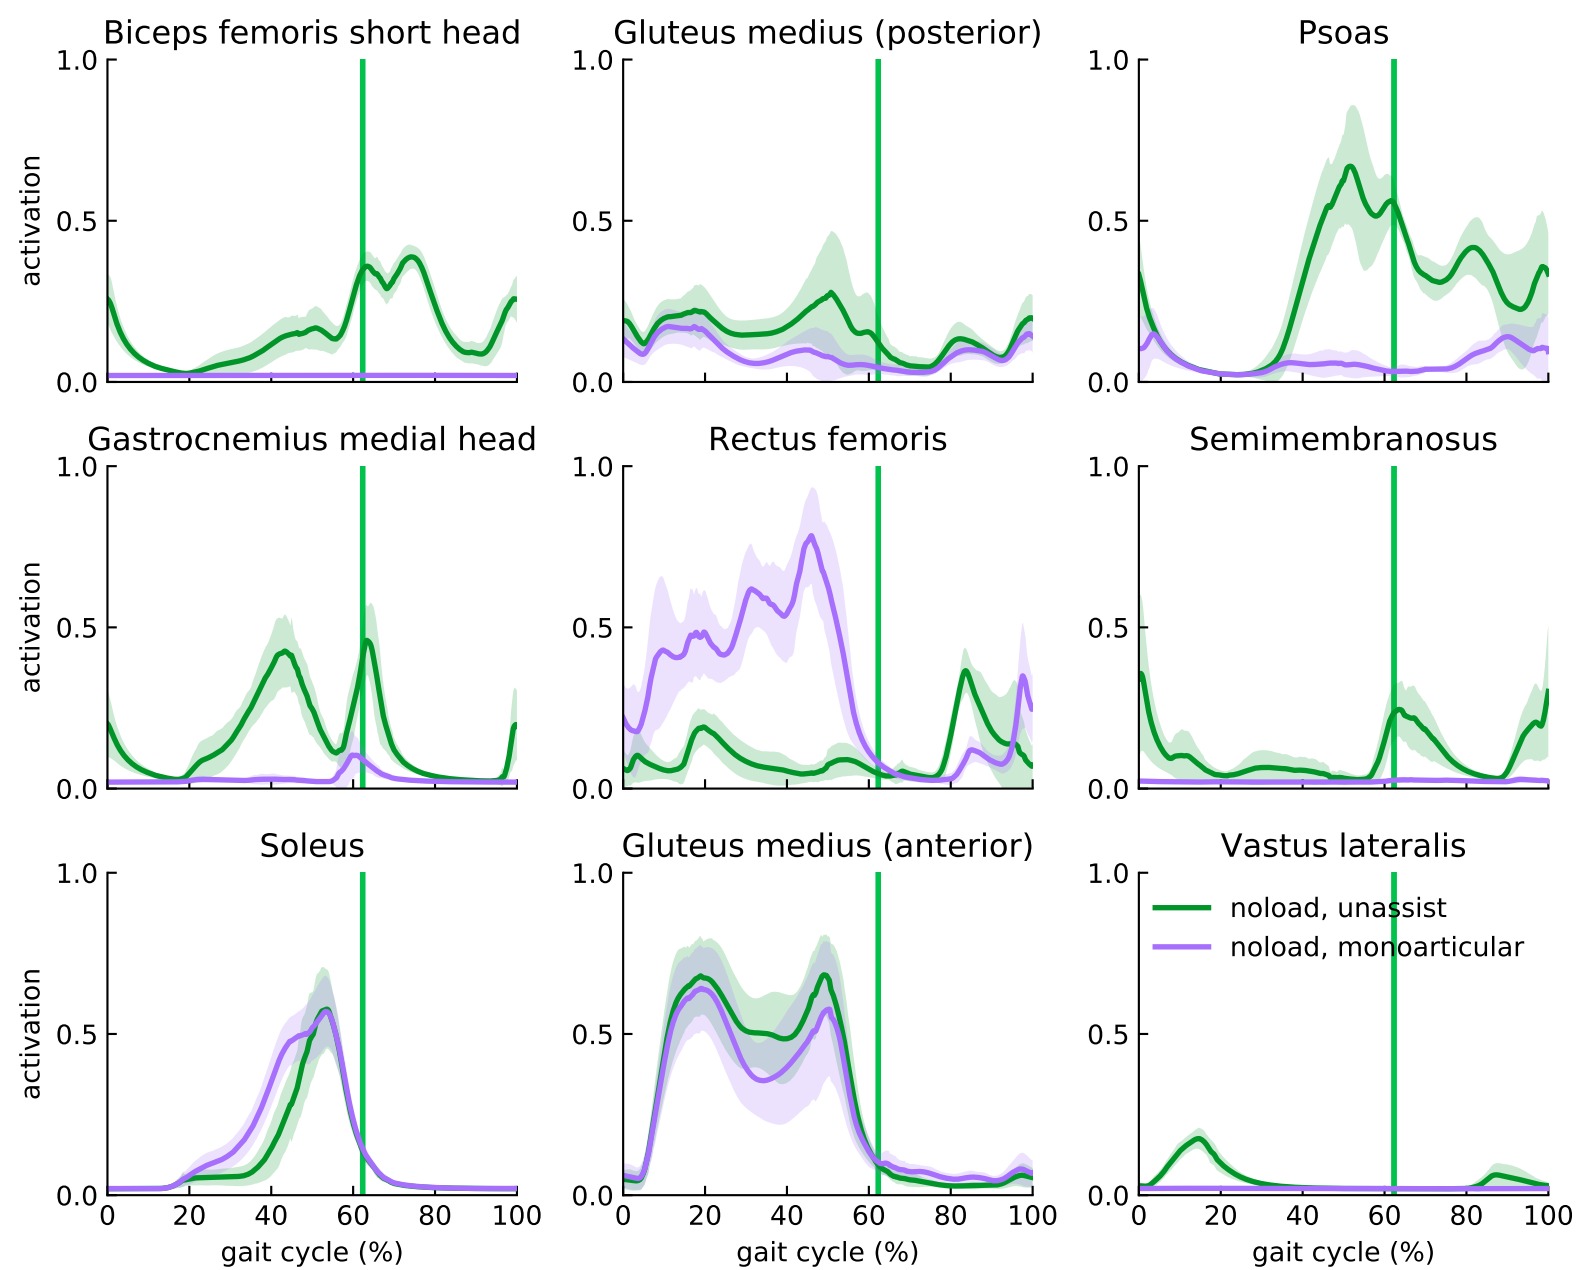 Biceps femoris short head
Gluteus medius (posterior)
Psoas
1.0
0.5
0.0
activation
1.0
0.5
0.0
1.0
0.5
0.0
Gastrocnemius medial head
Rectus femoris
Semimembranosus
1.0
0.5
0.0
activation
1.0
0.5
0.0
1.0
0.5
0.0
Soleus
Gluteus medius (anterior)
Vastus lateralis
1.0
0.5
0.0
activation
0 20 40 60 80 100
gait cycle (%)
1.0
0.5
0.0
0 20 40 60 80 100
gait cycle (%)
1.0
0.5
0.0
noload, unassist
noload, monoarticular
0 20 40 60 80 100
gait cycle (%)